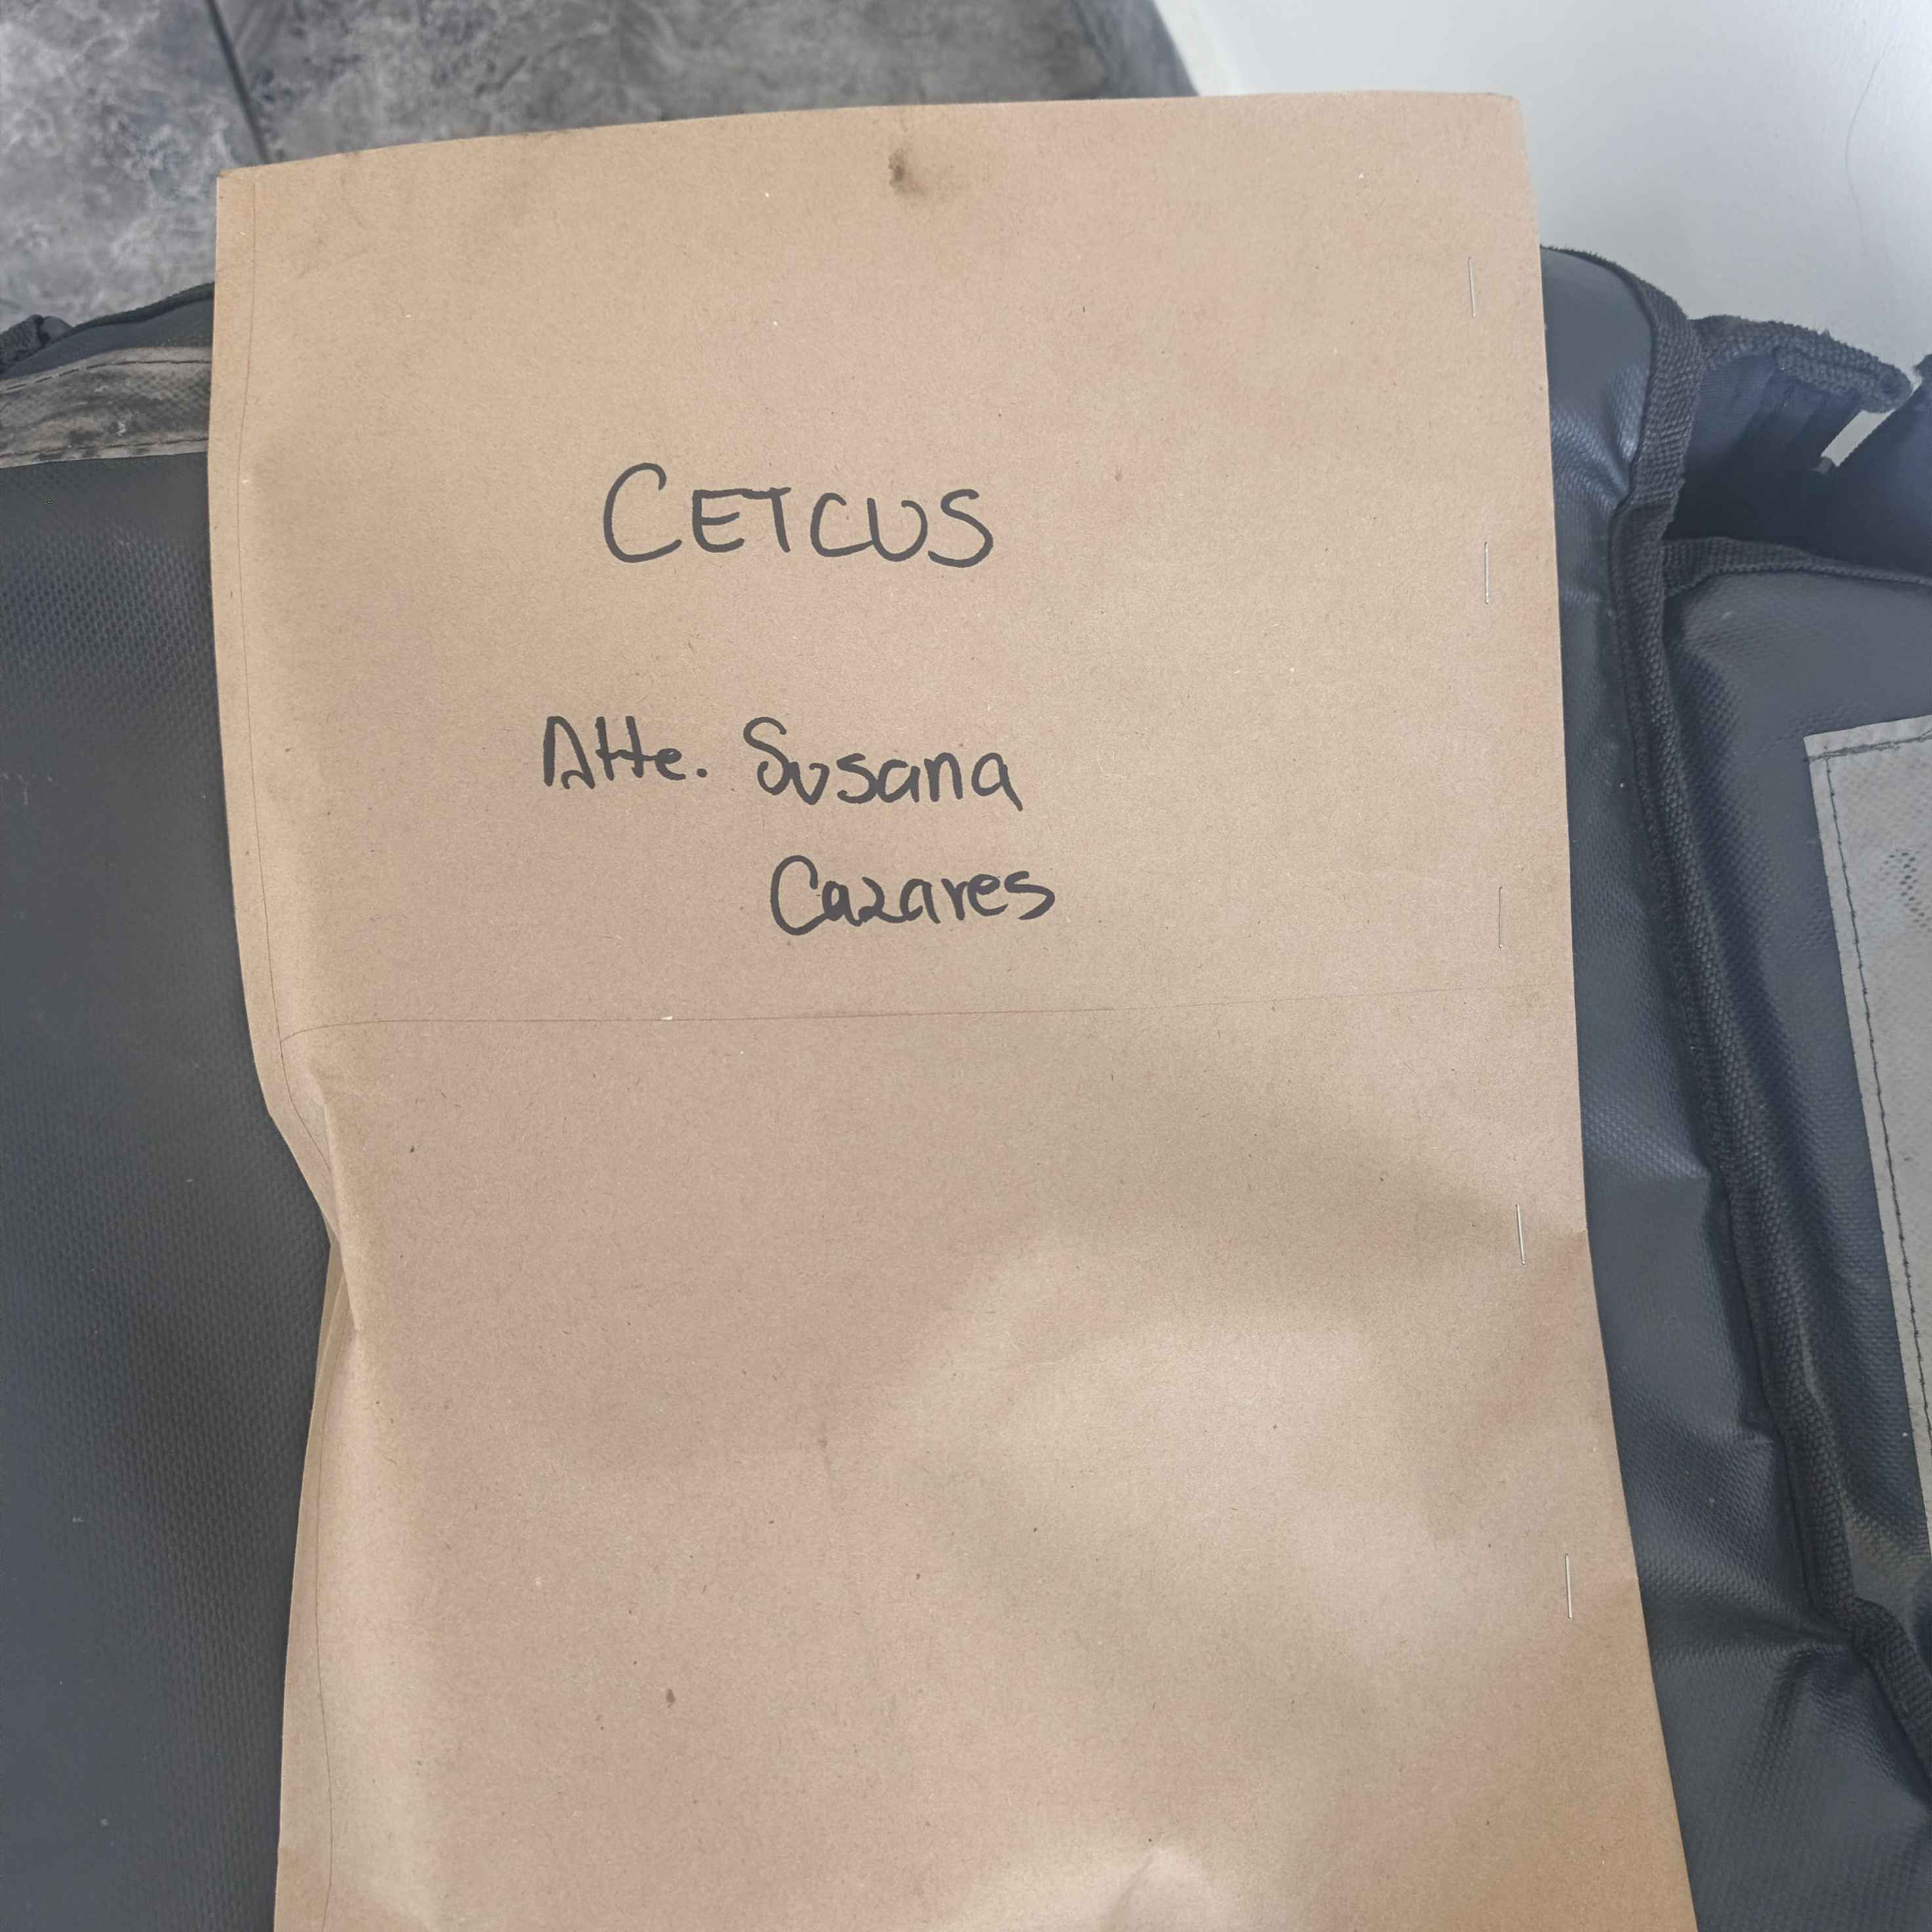 CETCUS
Atte. Susana
Cazares